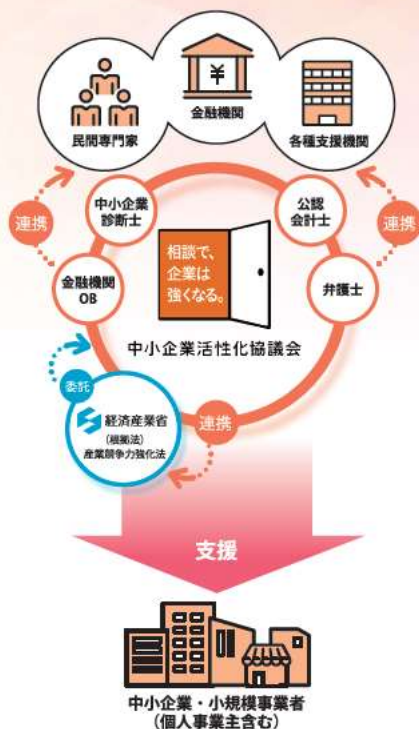 ¥
金融機関
民間専門家
各種支援機関
連携
中小企業
診断士
公認
会計士
連携
金融機関
OB
相談で、
企業は
強くなる。
弁護士
中小企業活性化協議会
委託
経済産業省
(根拠法)
産業競争力強化法
連携
支援
中小企業・小規模事業者
(個人事業主含む)